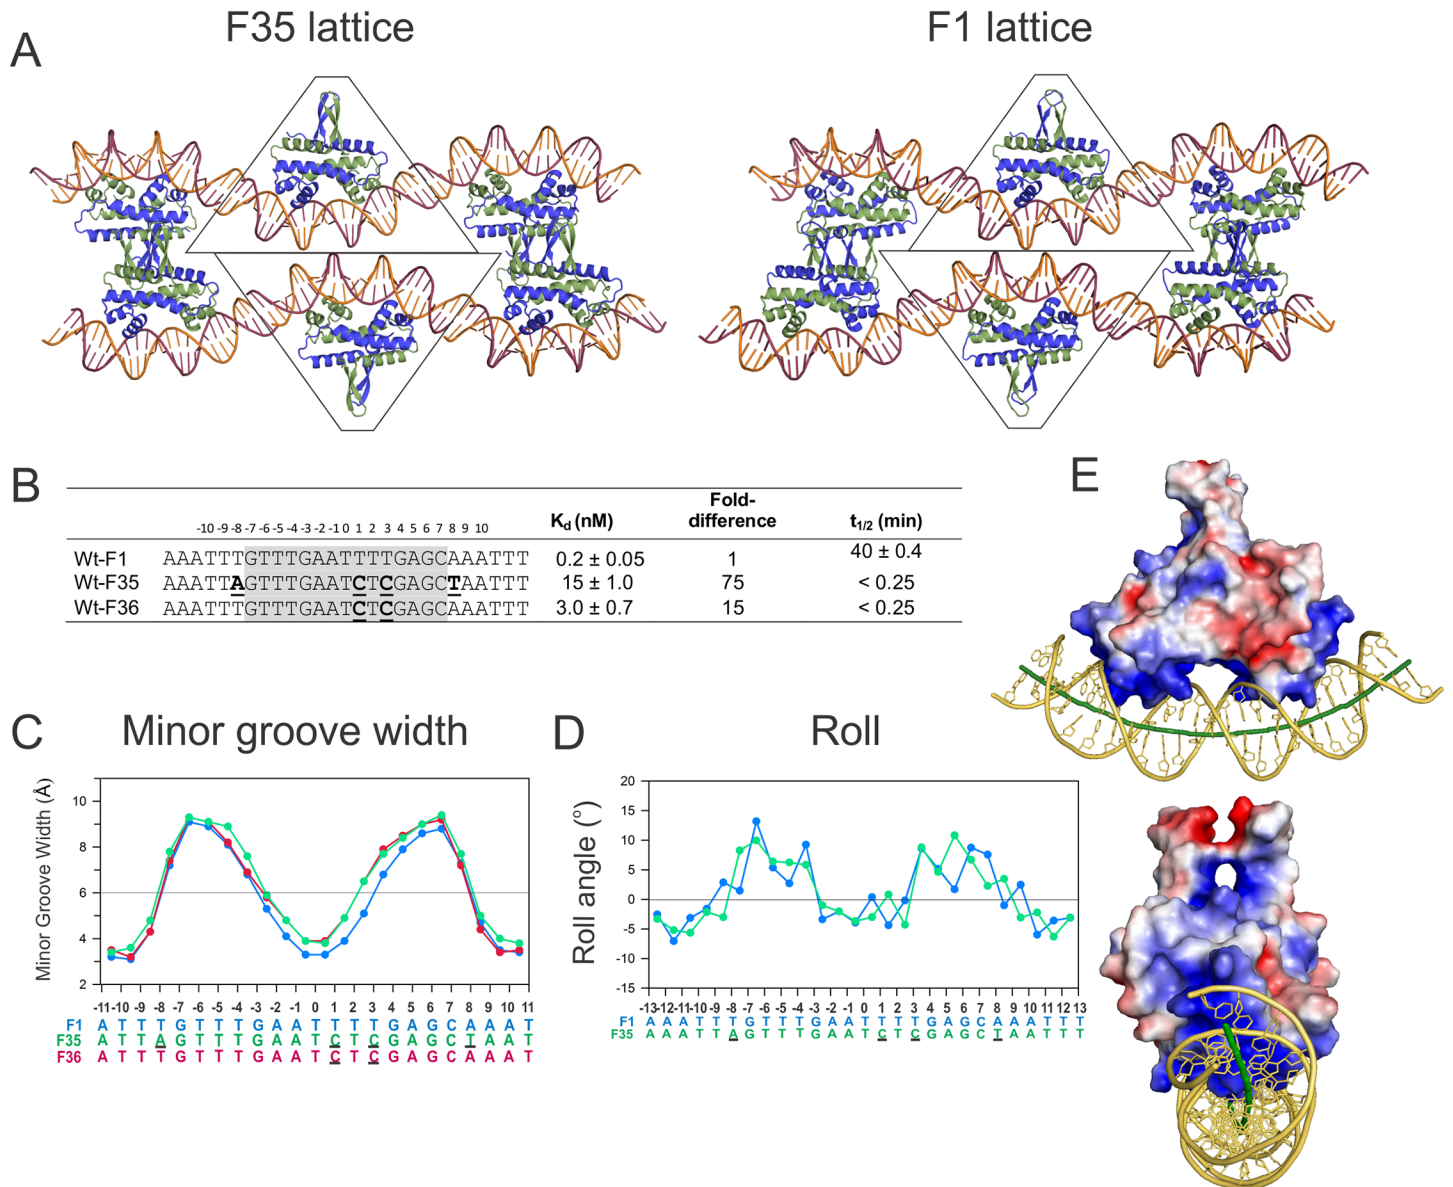 F35 lattice
F1 lattice
A
B
Kd (nM)
Fold-difference
t1/2 (min)
-10 -9 -8 -7 -6 -5 -4 -3 -2 -1 0 1 2 3 4 5 6 7 8 9 10
Wt-F1 AAATTTGTTTGAATTTTGAGCAAATTT 0.2 ± 0.05 1 40 ± 0.4
Wt-F35 AAATTAGTTTGAATCTCGAGCTAATTT 15 ± 1.0 75 < 0.25
Wt-F36 AAATTTGTTTGAATCTCGAGCAAATTT 3.0 ± 0.7 15 < 0.25
E
C
Minor groove width
Minor Groove Width (Å)
10
8
6
4
2
-11 -10 -9 -8 -7 -6 -5 -4 -3 -2 -1 0 1 2 3 4 5 6 7 8 9 10 11
F1 A T T T G T T T G A A T T T T G A G C A A A T
F35 A T T A G T T T G A A T C T C G A G C T A A T
F36 A T T T G T T T G A A T C T C G A G C A A A T
D
Roll
Roll angle (°)
20
15
10
5
0
-5
-10
-15
-13 -12 -11 -10 -9 -8 -7 -6 -5 -4 -3 -2 -1 0 1 2 3 4 5 6 7 8 9 10 11 12 13
F1 A A A T T T G T T T G A A T T T T G A G C A A A T T T
F35 A A A T T A G T T T G A A T C T C G A G C T A A T T T